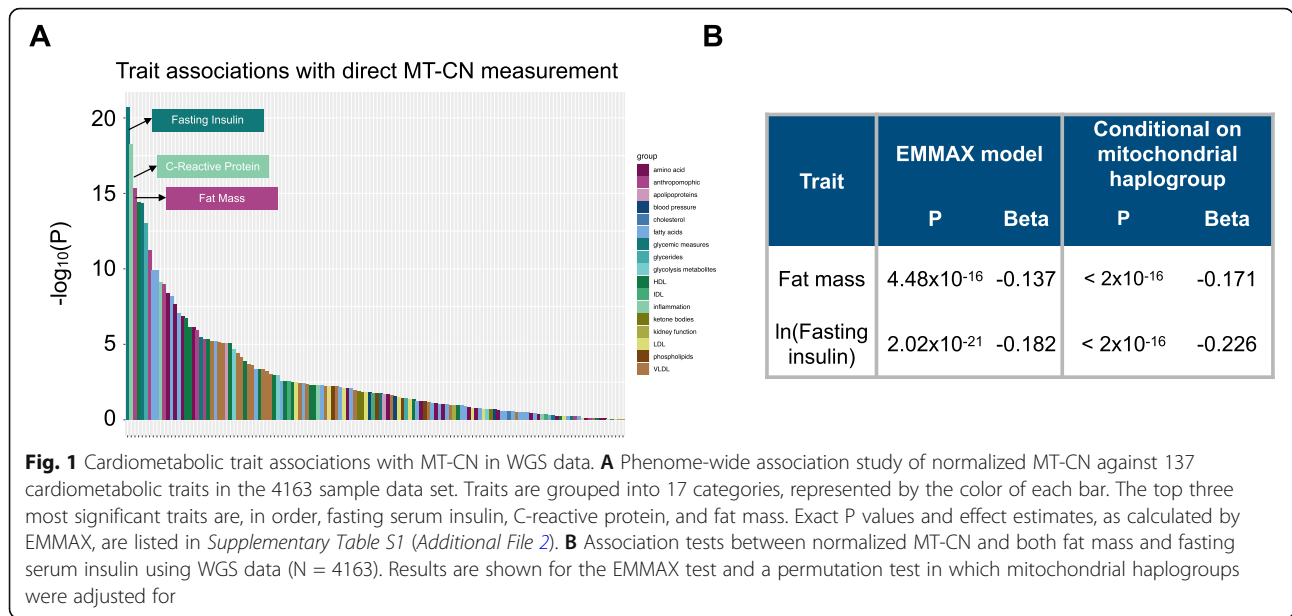 A
Trait associations with direct MT-CN measurement
-log10(P)
20
15
10
5
0
Fasting Insulin
C-Reactive Protein
Fat Mass
group
amino acid
anthropomophic
apolipoproteins
blood pressure
cholesterol
fatty acids
glycemic measures
glycerides
glycolysis metabolites
HDL
IDL
inflammation
ketone bodies
kidney function
LDL
phospholipids
VLDL
B
Trait EMMAX model Conditional on mitochondrial haplogroup
P Beta P Beta
Fat mass 4.48x10-16 -0.137 < 2x10-16 -0.171
ln(Fasting insulin) 2.02x10-21 -0.182 < 2x10-16 -0.226
Fig. 1 Cardiometabolic trait associations with MT-CN in WGS data. A Phenome-wide association study of normalized MT-CN against 137
cardiometabolic traits in the 4163 sample data set. Traits are grouped into 17 categories, represented by the color of each bar. The top three
most significant traits are, in order, fasting serum insulin, C-reactive protein, and fat mass. Exact P values and effect estimates, as calculated by
EMMAX, are listed in Supplementary Table S1 (Additional File 2). B Association tests between normalized MT-CN and both fat mass and fasting
serum insulin using WGS data (N = 4163). Results are shown for the EMMAX test and a permutation test in which mitochondrial haplogroups
were adjusted for